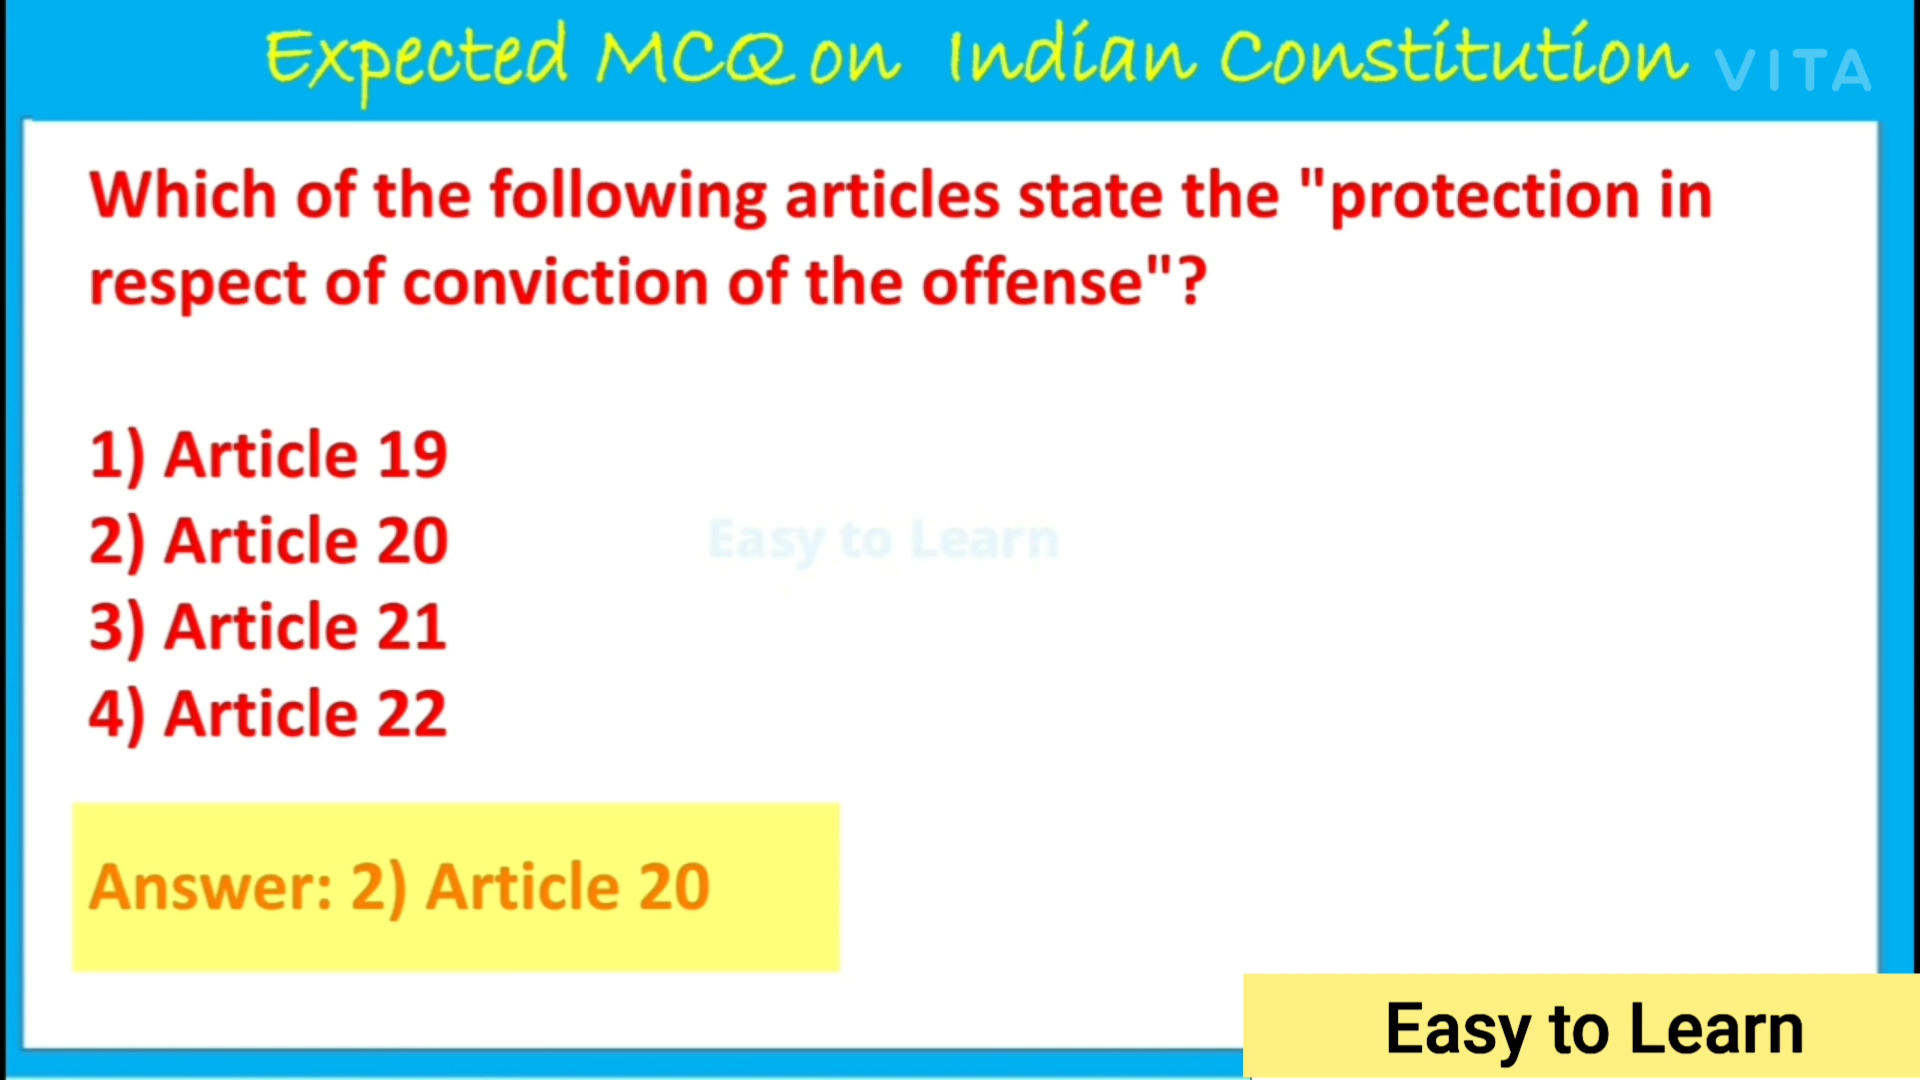 Expected MCQ on Indian Constitution
VITA
Which of the following articles state the "protection in
respect of conviction of the offense"?
1) Article 19
2) Article 20
Easy to Learn
3) Article 21
4) Article 22
Answer: 2) Article 20
Easy to Learn